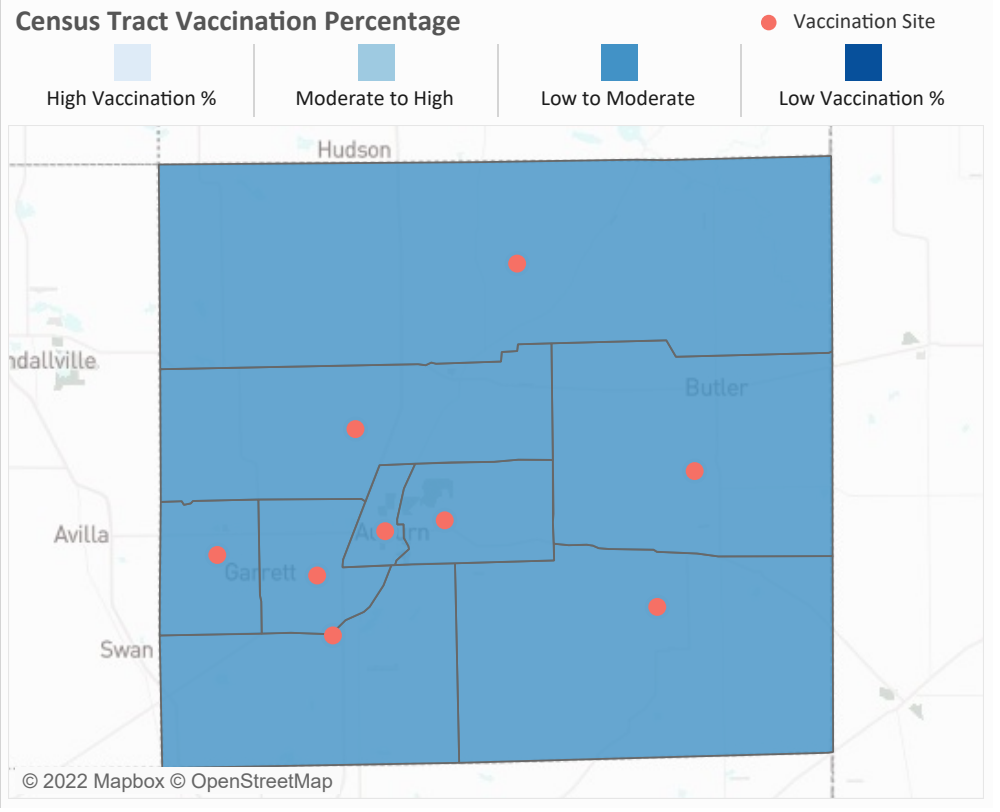 Census Tract Vaccination Percentage
Vaccination Site
High Vaccination %
Moderate to High
Low to Moderate
Low Vaccination %
Hudson
ndallville
Butler
Avilla
Auburn
Garrett
Swan
© 2022 Mapbox © OpenStreetMap